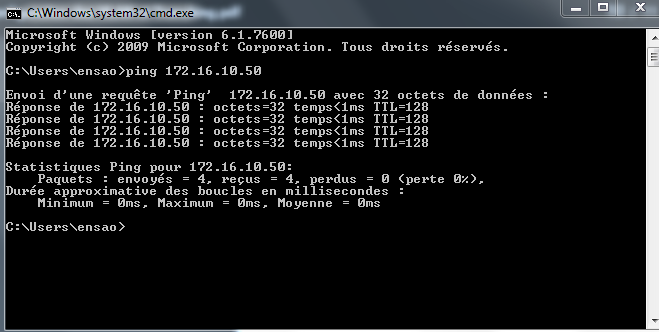 C:\Windows\system32\cmd.exe
Microsoft Windows [version 6.1.7600]
Copyright (c) 2009 Microsoft Corporation. Tous droits réservés.
C:\Users\ensao>ping 172.16.10.50
Envoi d'une requête 'Ping'  172.16.10.50 avec 32 octets de données :
Réponse de 172.16.10.50 : octets=32 temps<1ms TTL=128
Réponse de 172.16.10.50 : octets=32 temps<1ms TTL=128
Réponse de 172.16.10.50 : octets=32 temps<1ms TTL=128
Réponse de 172.16.10.50 : octets=32 temps<1ms TTL=128
Statistiques Ping pour 172.16.10.50:
    Paquets : envoyés = 4, reçus = 4, perdus = 0 (perte 0%),
Durée approximative des boucles en millisecondes :
    Minimum = 0ms, Maximum = 0ms, Moyenne = 0ms
C:\Users\ensao>